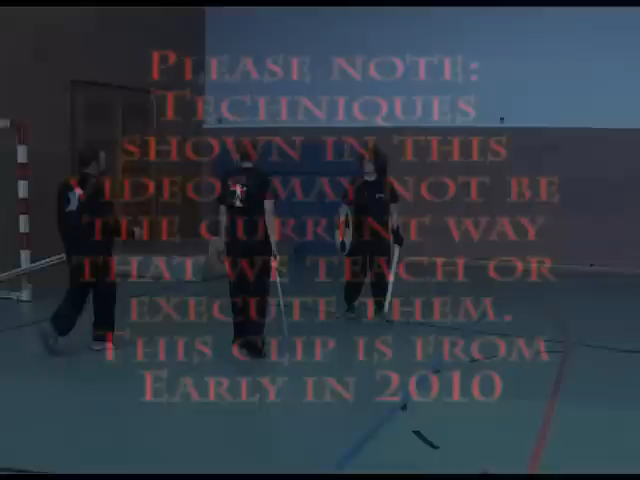 Please note:
Techniques
shown in this
video may not be
the current way
that we teach or
execute them.
This clip is from
Early in 2010